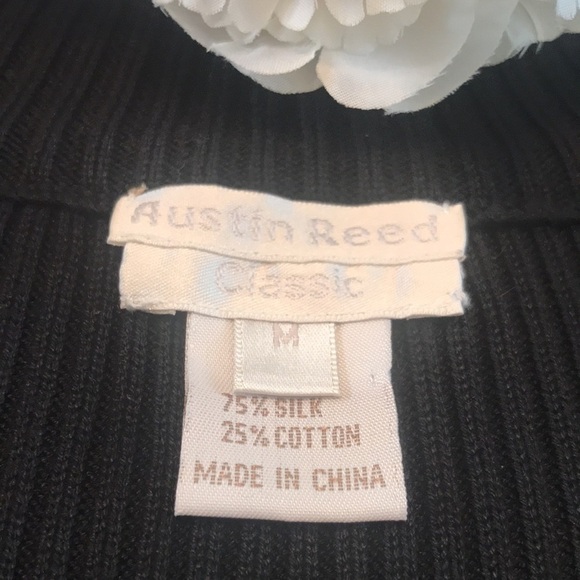 Austin Reed
Classic
M
75% SILK
25% COTTON
MADE IN CHINA